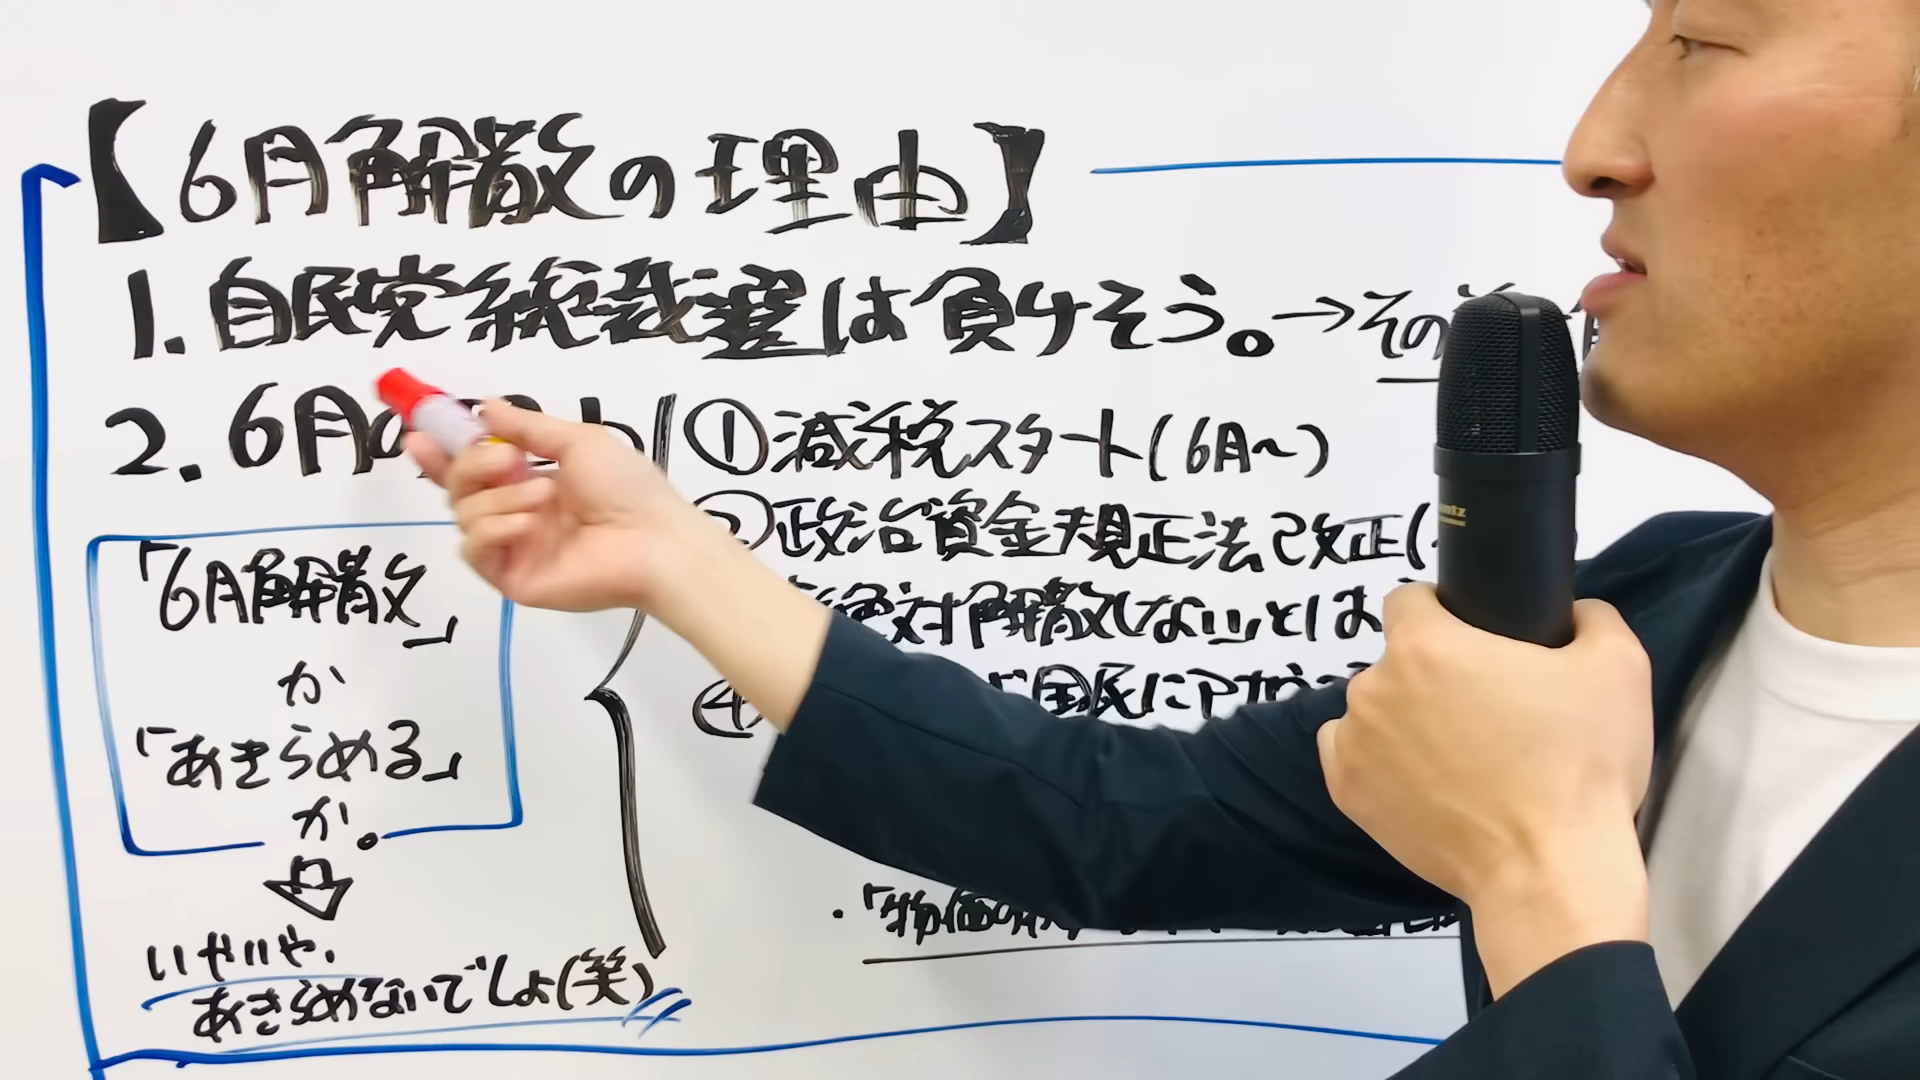 【6月解散の理由】
1.自民党総裁選は負けそう。→その
2.6月
①減税スタート(6月~)
②政治資金規正法改正(
絶対解散しない」とは
④ 国民にアピ
「6月解散」
か
「あきらめる」
か。
いやいや、
あきらめないでしょ(笑)
・「物価の